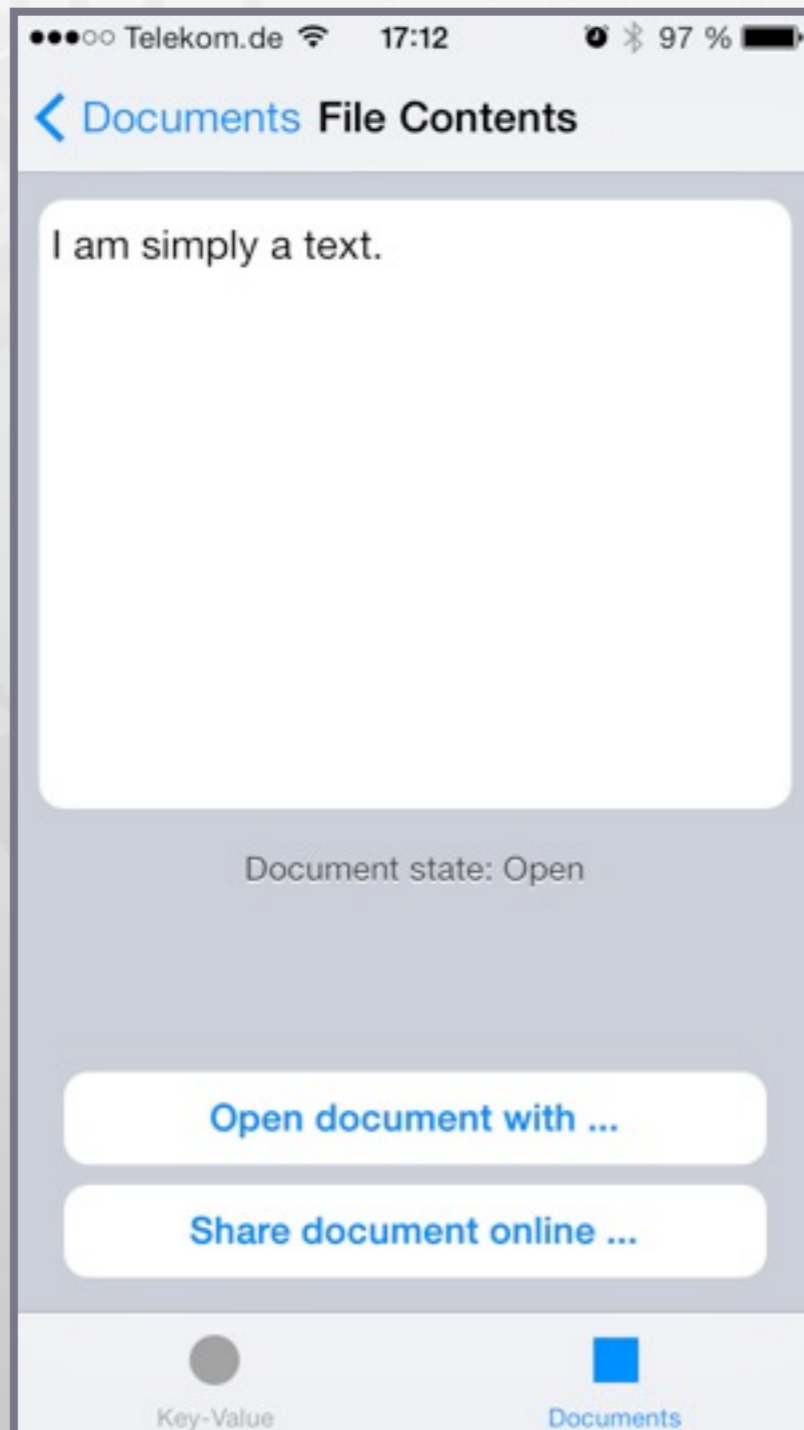 Telekom.de 17:12 97 %
Documents File Contents
I am simply a text.
Document state: Open
Open document with ...
Share document online ...
Key-Value Documents